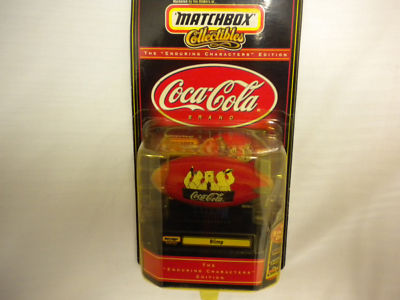 MATCHBOX
Collectibles
THE "ENDURING CHARACTERS" EDITION
Coca-Cola
BRAND
Coca-Cola
Blimp
THE
"ENDURING CHARACTERS"
EDITION